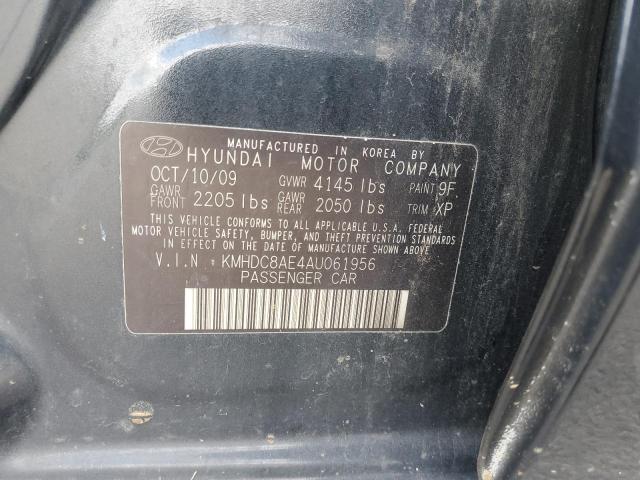 MANUFACTURED IN KOREA BY
HYUNDAI MOTOR COMPANY
OCT/10/09 GVWR 4145 lbs PAINT 9F
GAWR FRONT 2205 lbs GAWR REAR 2050 lbs TRIM XP
THIS VEHICLE CONFORMS TO ALL APPLICABLE U.S.A. FEDERAL
MOTOR VEHICLE SAFETY, BUMPER, AND THEFT PREVENTION STANDARDS
IN EFFECT ON THE DATE OF MANUFACTURE SHOWN ABOVE.
V.I.N : KMHDC8AE4AU061956
PASSENGER CAR